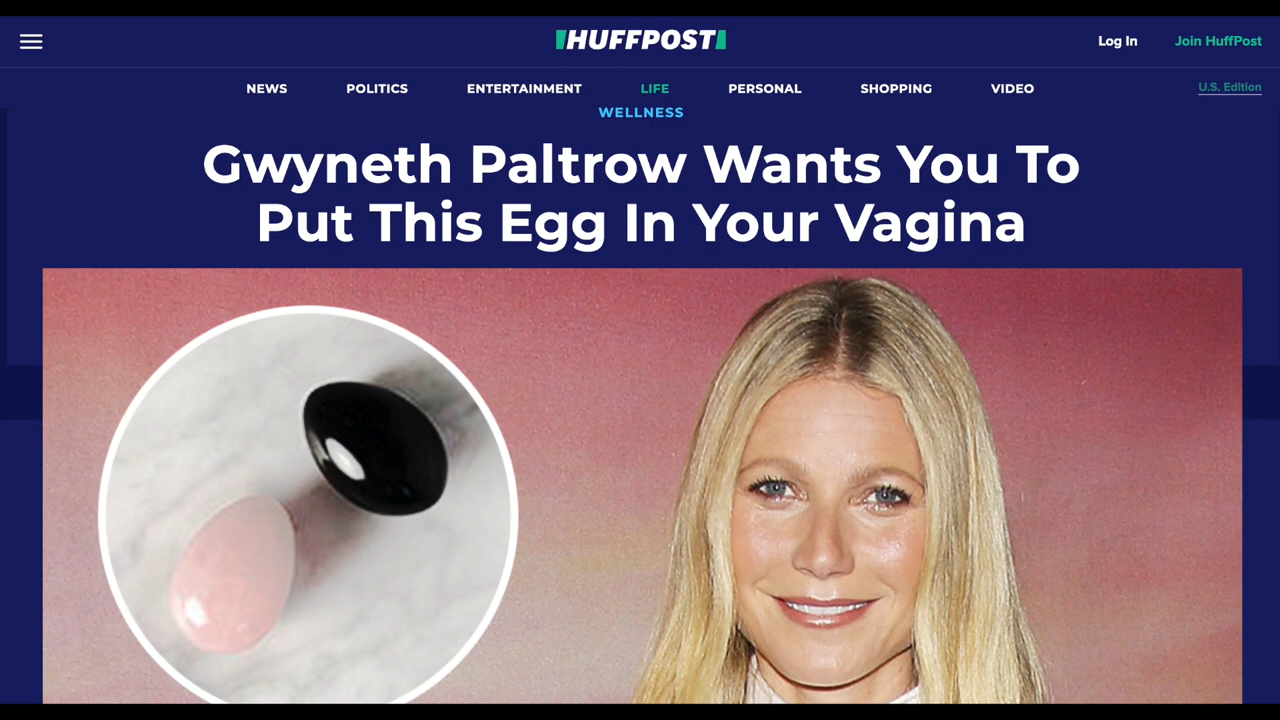 HUFFPOST
Log In
Join HuffPost
NEWS
POLITICS
ENTERTAINMENT
LIFE
PERSONAL
SHOPPING
VIDEO
U.S. Edition
WELLNESS
Gwyneth Paltrow Wants You To
Put This Egg In Your Vagina